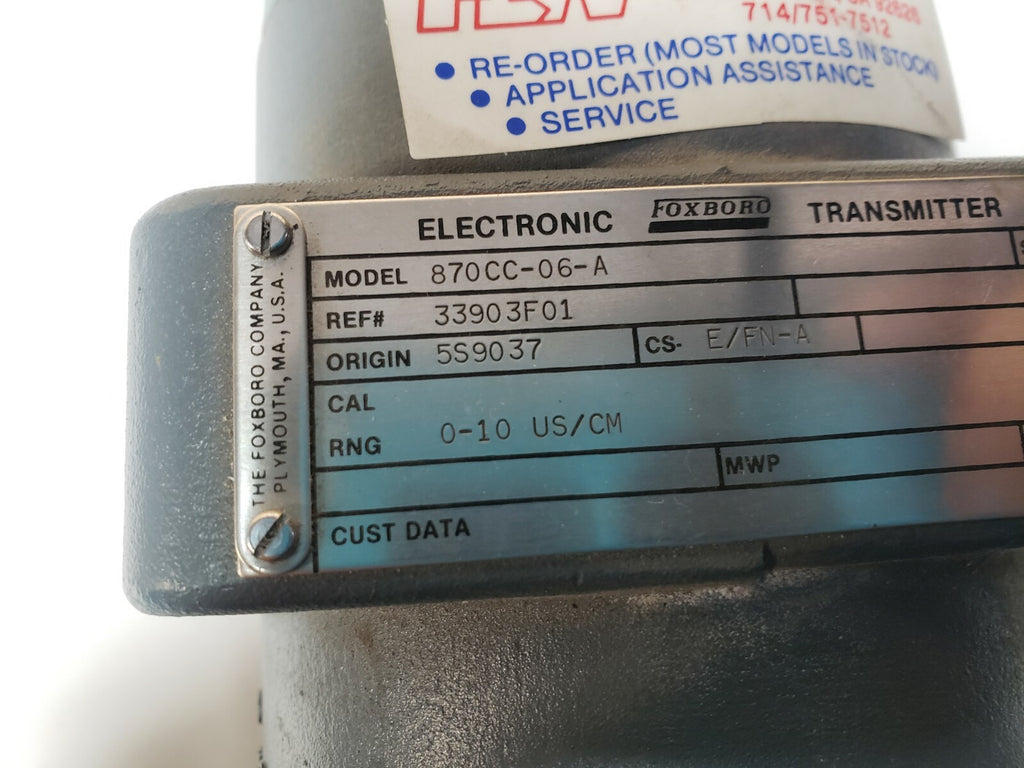 92626
714/751-7512
• RE-ORDER (MOST MODELS IN STOCK)
• APPLICATION ASSISTANCE
• SERVICE
ELECTRONIC FOXBORO TRANSMITTER
THE FOXBORO COMPANY
PLYMOUTH, MA., U.S.A.
MODEL 870CC-06-A
REF# 33903F01
ORIGIN 5S9037 CS- E/FN-A
CAL
RNG 0-10 US/CM
MWP
CUST DATA